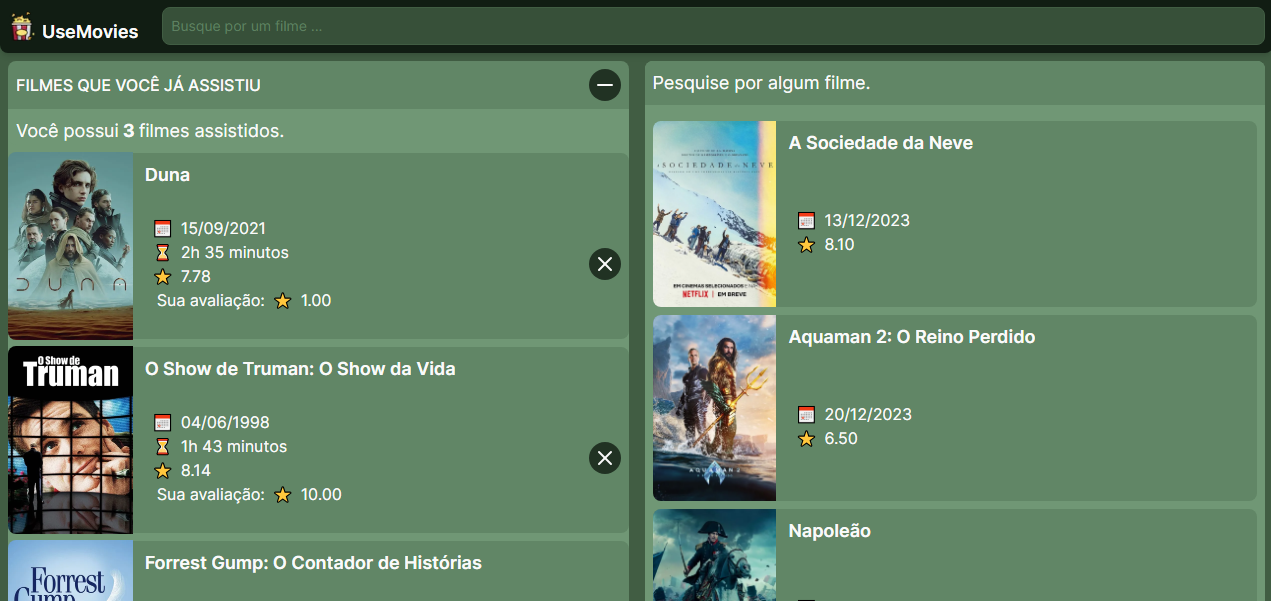 UseMovies
Busque por um filme ...
FILMES QUE VOCÊ JÁ ASSISTIU
Você possui 3 filmes assistidos.
DUNA
Duna
15/09/2021
2h 35 minutos
7.78
Sua avaliação: 1.00
O Show de
Truman
O Show de Truman: O Show da Vida
04/06/1998
1h 43 minutos
8.14
Sua avaliação: 10.00
Forrest
Gump
Forrest Gump: O Contador de Histórias
Pesquise por algum filme.
A SOCIEDADE DA NEVE
EM CINEMAS SELECIONADOS E
NETFLIX | EM BREVE
A Sociedade da Neve
13/12/2023
8.10
AQUAMAN 2
Aquaman 2: O Reino Perdido
20/12/2023
6.50
Napoleão